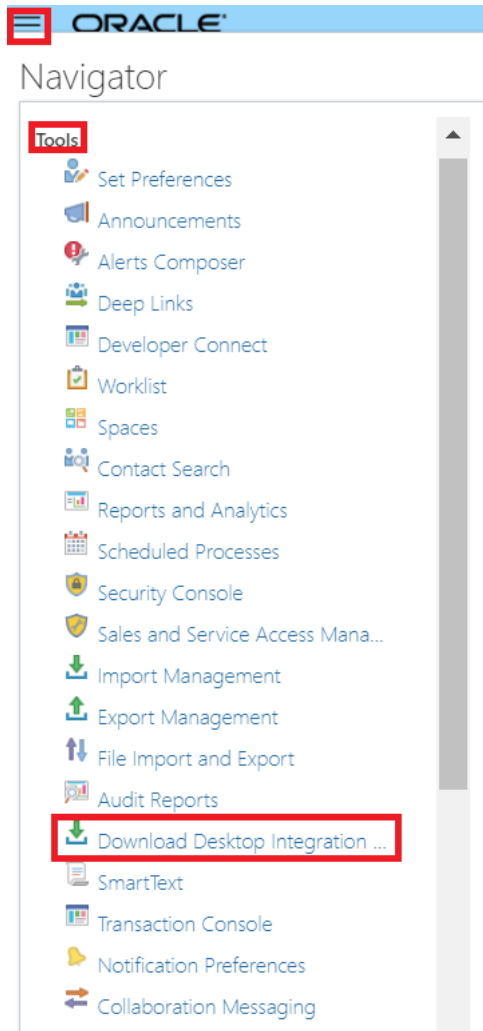 ORACLE
Navigator
Tools
Set Preferences
Announcements
Alerts Composer
Deep Links
Developer Connect
Worklist
Spaces
Contact Search
Reports and Analytics
Scheduled Processes
Security Console
Sales and Service Access Mana...
Import Management
Export Management
File Import and Export
Audit Reports
Download Desktop Integration ...
SmartText
Transaction Console
Notification Preferences
Collaboration Messaging